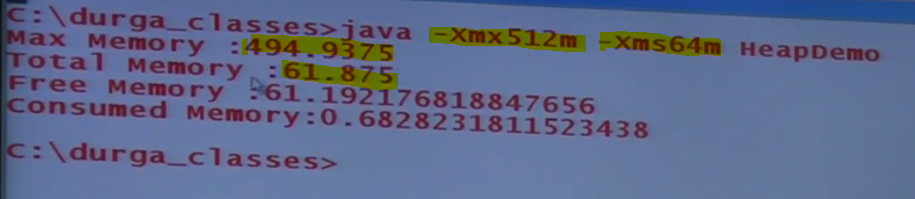 C:\durga_classes>java -Xmx512m -Xms64m HeapDemo
Max Memory :494.9375
Total Memory :61.875
Free Memory :61.192176818847656
Consumed Memory:0.6828231811523438
C:\durga_classes>